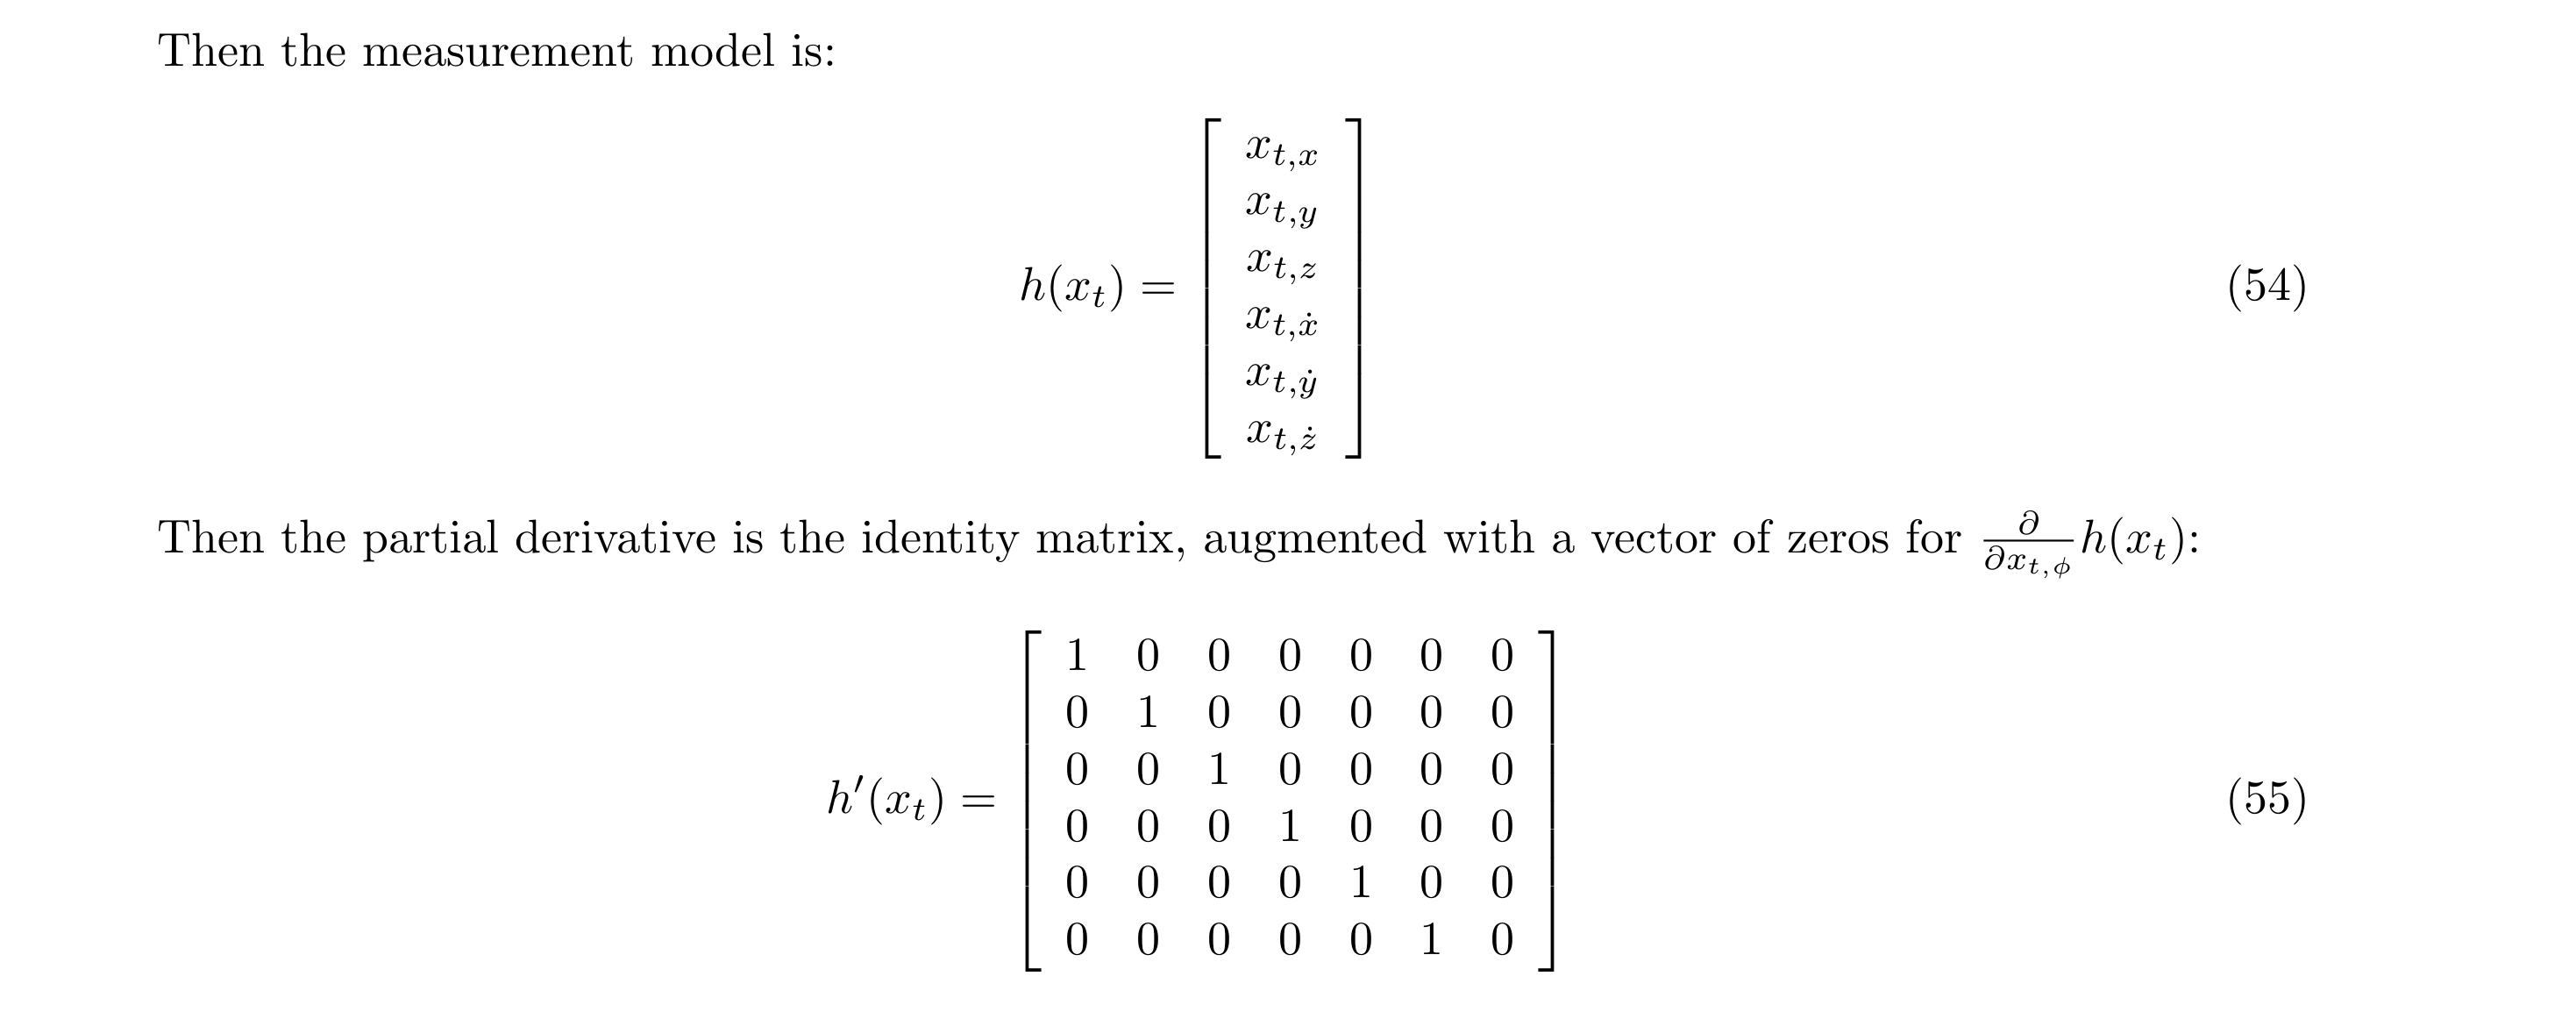 Then the measurement model is:
h(x_t) = \begin{bmatrix} x_{t,x} \\ x_{t,y} \\ x_{t,z} \\ x_{t,\dot{x}} \\ x_{t,\dot{y}} \\ x_{t,\dot{z}} \end{bmatrix} (54)
Then the partial derivative is the identity matrix, augmented with a vector of zeros for \frac{\partial}{\partial x_{t,\phi}} h(x_t):
h'(x_t) = \begin{bmatrix} 1 & 0 & 0 & 0 & 0 & 0 & 0 \\ 0 & 1 & 0 & 0 & 0 & 0 & 0 \\ 0 & 0 & 1 & 0 & 0 & 0 & 0 \\ 0 & 0 & 0 & 1 & 0 & 0 & 0 \\ 0 & 0 & 0 & 0 & 1 & 0 & 0 \\ 0 & 0 & 0 & 0 & 0 & 1 & 0 \end{bmatrix} (55)